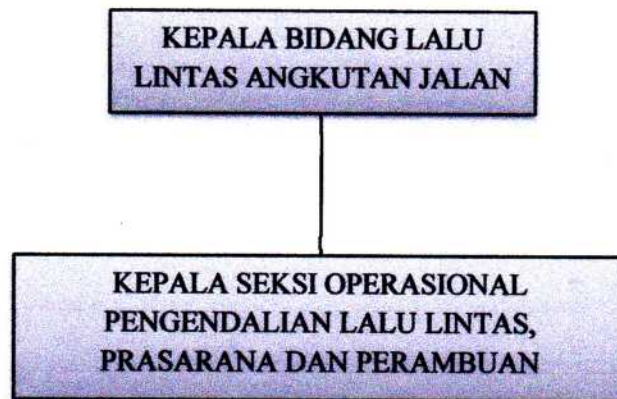 KEPALA BIDANG LALU
LINTAS ANGKUTAN JALAN
KEPALA SEKSI OPERASIONAL
PENGENDALIAN LALU LINTAS,
PRASARANA DAN PERAMBUAN